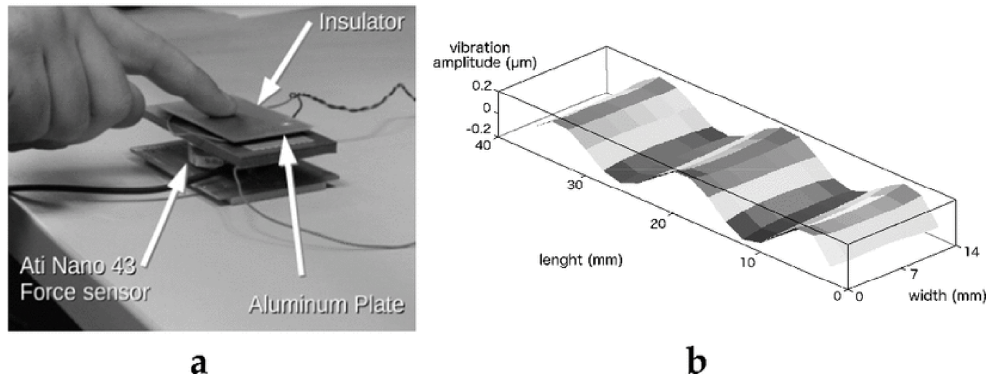 Insulator
Ati Nano 43
Force sensor
Aluminum Plate
a
vibration
amplitude (µm)
0.2
0
-0.2
40
30
20
10
0
lenght (mm)
0
7
14
width (mm)
b